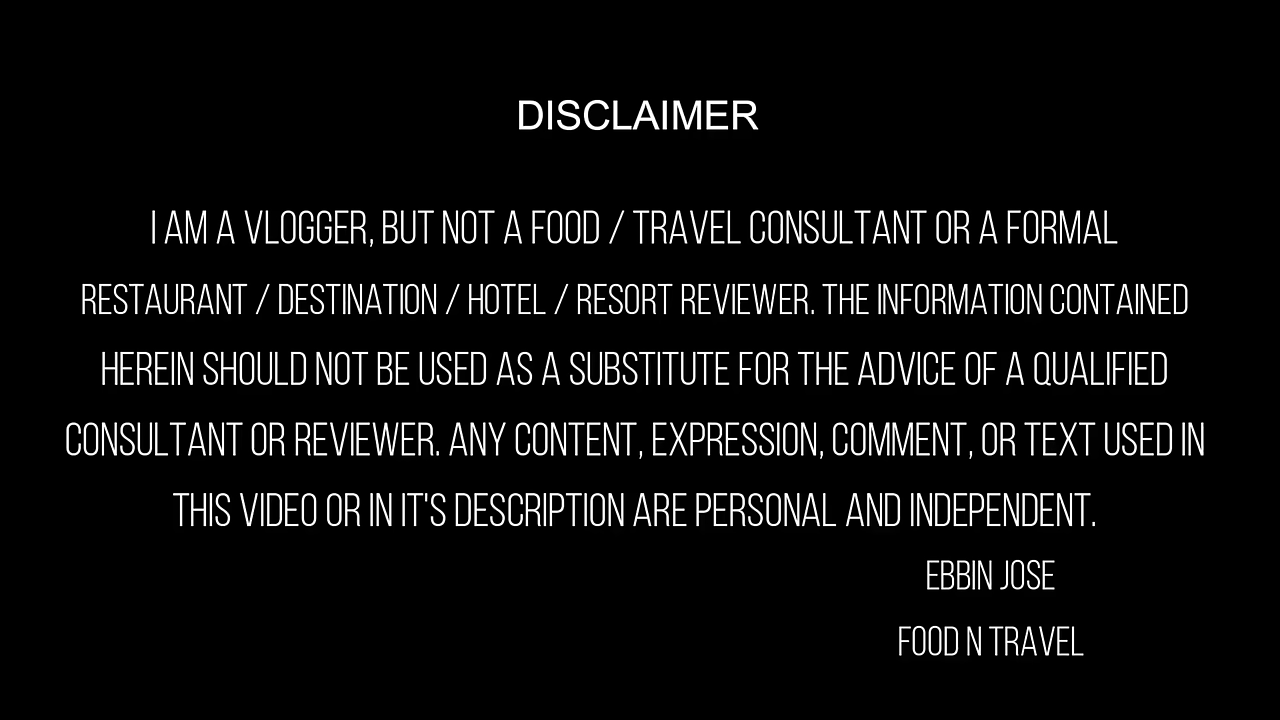 DISCLAIMER
I AM A VLOGGER, BUT NOT A FOOD / TRAVEL CONSULTANT OR A FORMAL
RESTAURANT / DESTINATION / HOTEL / RESORT REVIEWER. THE INFORMATION CONTAINED
HEREIN SHOULD NOT BE USED AS A SUBSTITUTE FOR THE ADVICE OF A QUALIFIED
CONSULTANT OR REVIEWER. ANY CONTENT, EXPRESSION, COMMENT, OR TEXT USED IN
THIS VIDEO OR IN IT'S DESCRIPTION ARE PERSONAL AND INDEPENDENT.
EBBIN JOSE
FOOD N TRAVEL